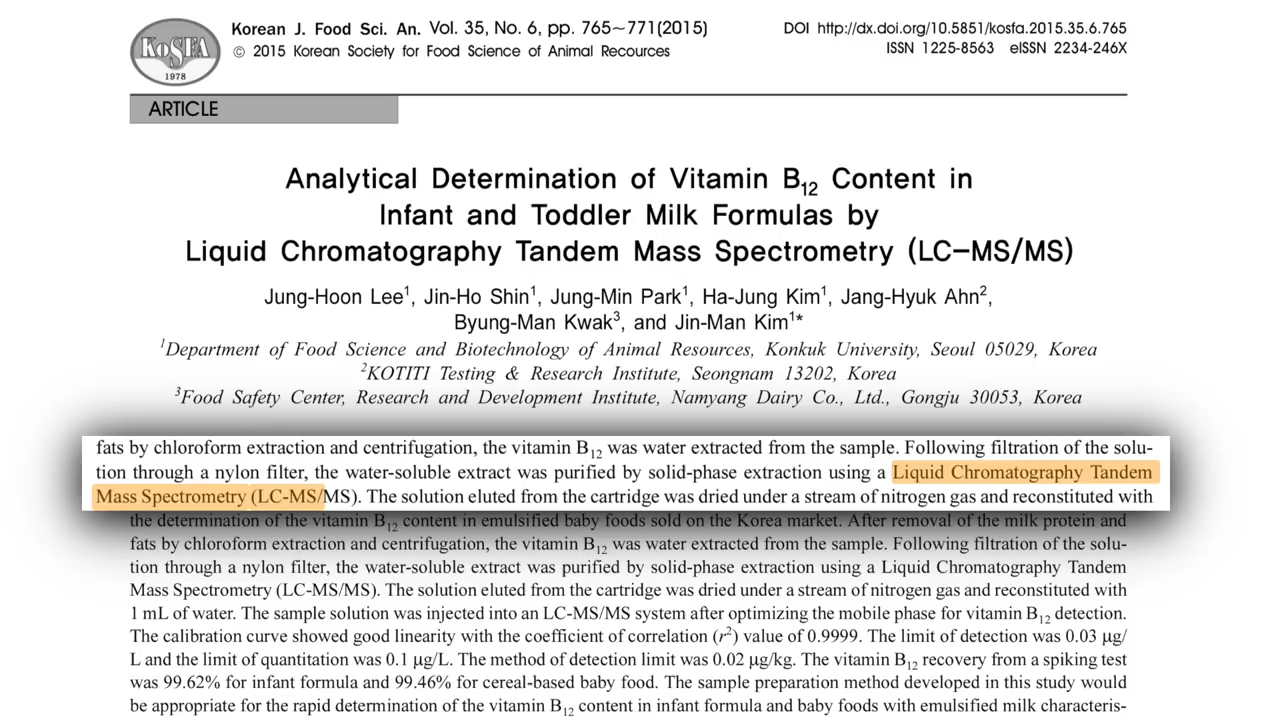 KoSFA
1978
Korean J. Food Sci. An. Vol. 35, No. 6, pp. 765~771(2015)
© 2015 Korean Society for Food Science of Animal Recources
DOI http://dx.doi.org/10.5851/kosfa.2015.35.6.765
ISSN 1225-8563 eISSN 2234-246X
ARTICLE
Analytical Determination of Vitamin B12 Content in
Infant and Toddler Milk Formulas by
Liquid Chromatography Tandem Mass Spectrometry (LC–MS/MS)
Jung-Hoon Lee1, Jin-Ho Shin1, Jung-Min Park1, Ha-Jung Kim1, Jang-Hyuk Ahn2,
Byung-Man Kwak3, and Jin-Man Kim1*
1Department of Food Science and Biotechnology of Animal Resources, Konkuk University, Seoul 05029, Korea
2KOTITI Testing & Research Institute, Seongnam 13202, Korea
3Food Safety Center, Research and Development Institute, Namyang Dairy Co., Ltd., Gongju 30053, Korea
fats by chloroform extraction and centrifugation, the vitamin B12 was water extracted from the sample. Following filtration of the solu-
tion through a nylon filter, the water-soluble extract was purified by solid-phase extraction using a Liquid Chromatography Tandem
Mass Spectrometry (LC-MS/MS). The solution eluted from the cartridge was dried under a stream of nitrogen gas and reconstituted with
the determination of the vitamin B12 content in emulsified baby foods sold on the Korea market. After removal of the milk protein and
fats by chloroform extraction and centrifugation, the vitamin B12 was water extracted from the sample. Following filtration of the solu-
tion through a nylon filter, the water-soluble extract was purified by solid-phase extraction using a Liquid Chromatography Tandem
Mass Spectrometry (LC-MS/MS). The solution eluted from the cartridge was dried under a stream of nitrogen gas and reconstituted with
1 mL of water. The sample solution was injected into an LC-MS/MS system after optimizing the mobile phase for vitamin B12 detection.
The calibration curve showed good linearity with the coefficient of correlation (r2) value of 0.9999. The limit of detection was 0.03 µg/
L and the limit of quantitation was 0.1 µg/L. The method of detection limit was 0.02 µg/kg. The vitamin B12 recovery from a spiking test
was 99.62% for infant formula and 99.46% for cereal-based baby food. The sample preparation method developed in this study would
be appropriate for the rapid determination of the vitamin B12 content in infant formula and baby foods with emulsified milk characteris-